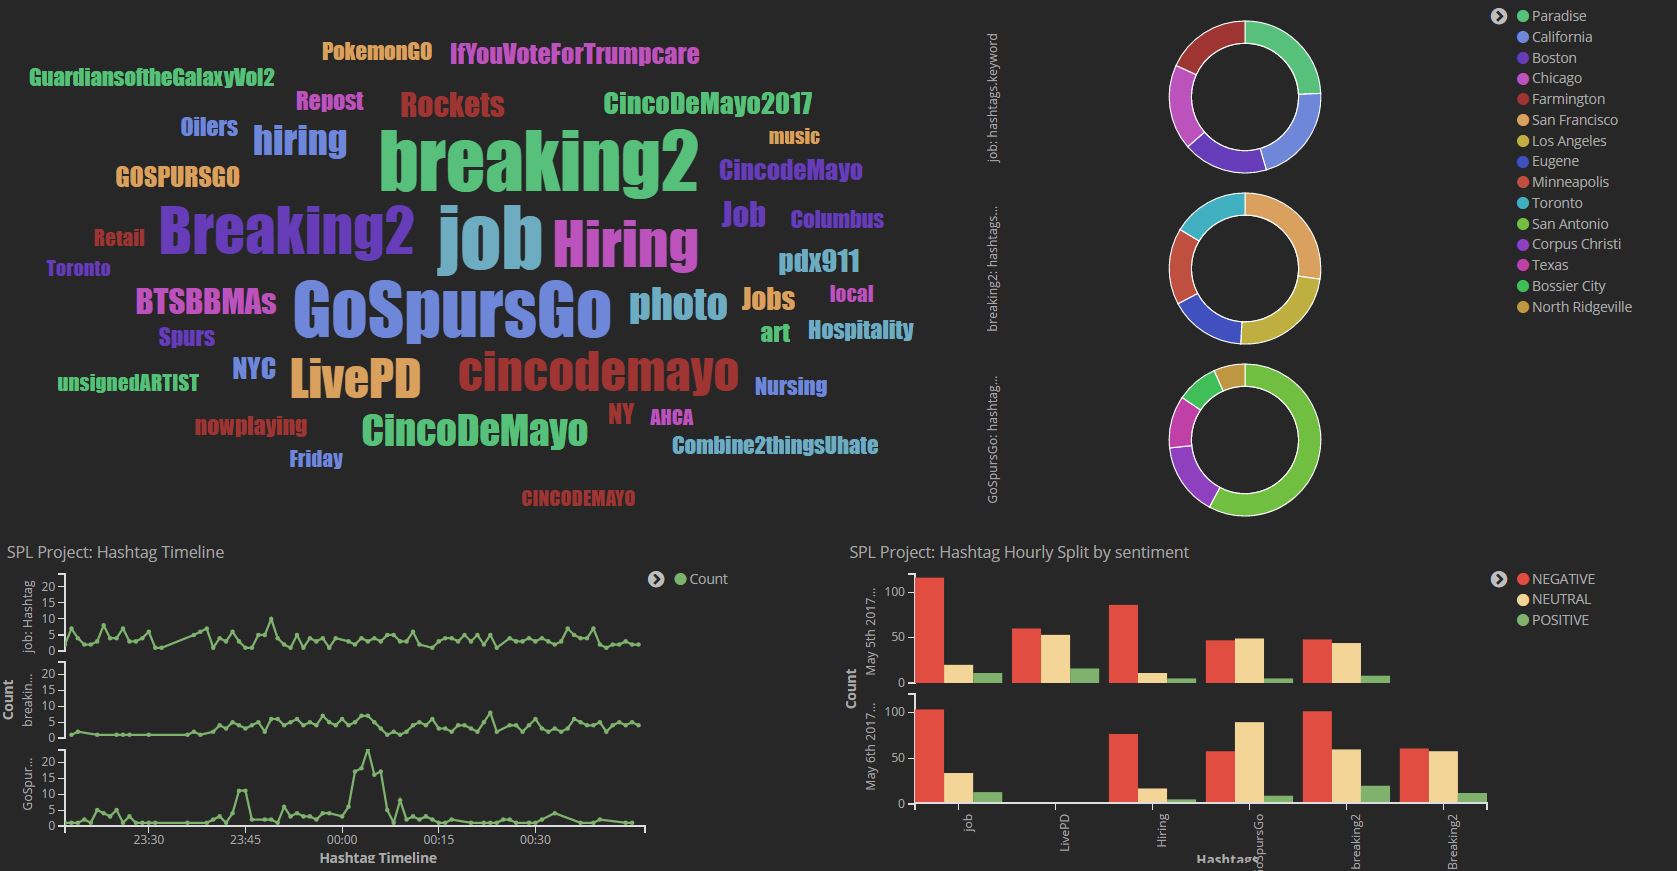 PokemonGO
IfYouVoteForTrumpcare
GuardiansoftheGalaxyVol2
Repost
Rockets
CincoDeMayo2017
Oilers
hiring
breaking2
music
GOSPURSGO
CincodeMayo
Breaking2
job
Hiring
Job
Columbus
Retail
Toronto
pdx911
BTSBBMAs
GoSpursGo
photo
Jobs
local
Spurs
art
Hospitality
NYC
LivePD
cincodemayo
unsignedARTIST
Nursing
nowplaying
CincoDeMayo
NY
AHCA
Combine2thingsUhate
Friday
CINCODEMAYO
job: hashtags.keyword
breaking2: hashtags...
GoSpursGo: hashtag...
Paradise
California
Boston
Chicago
Farmington
San Francisco
Los Angeles
Eugene
Minneapolis
Toronto
San Antonio
Corpus Christi
Texas
Bossier City
North Ridgeville
SPL Project: Hashtag Timeline
Count
Count
job: Hashtag
20
15
10
5
0
breakin...
20
15
10
5
0
GoSpur...
20
15
10
5
0
23:30
23:45
00:00
00:15
00:30
Hashtag Timeline
SPL Project: Hashtag Hourly Split by sentiment
NEGATIVE
NEUTRAL
POSITIVE
Count
May 5th 2017...
100
50
0
May 6th 2017...
100
50
0
job
LivePD
Hiring
oSpursGo
breaking2
Breaking2
Hashtags